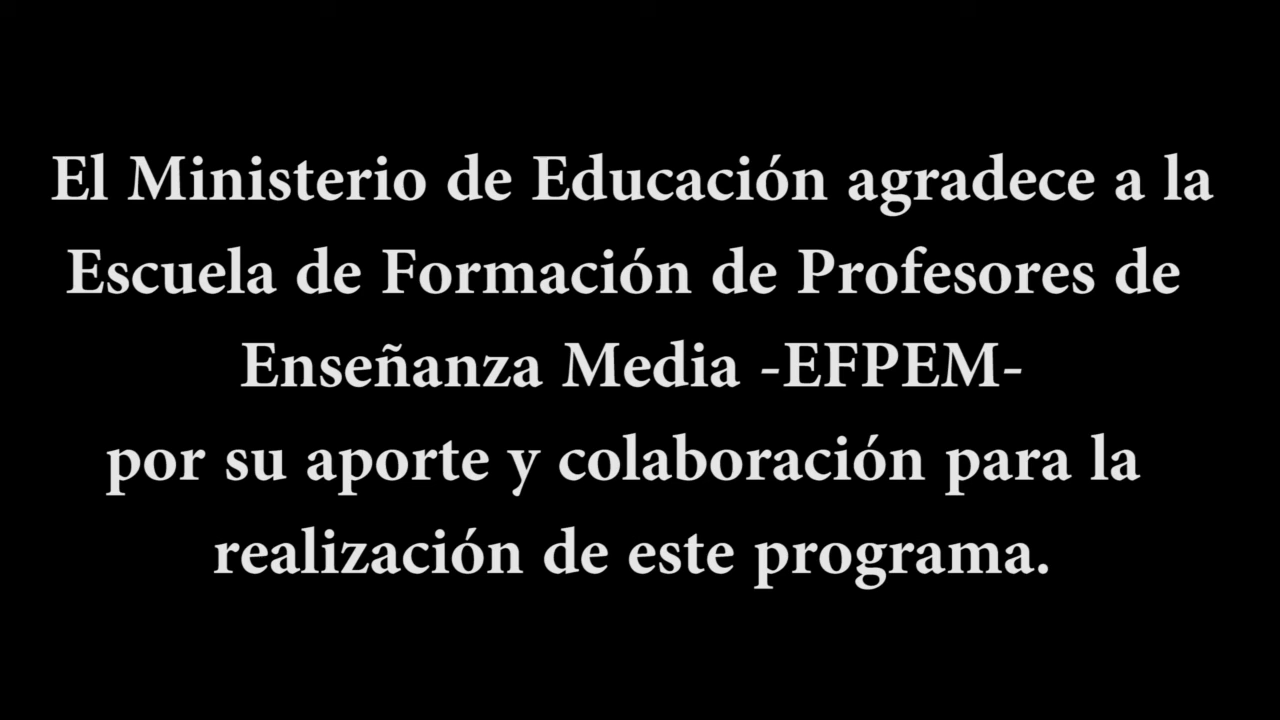 El Ministerio de Educación agradece a la
Escuela de Formación de Profesores de
Enseñanza Media -EFPEM-
por su aporte y colaboración para la
realización de este programa.